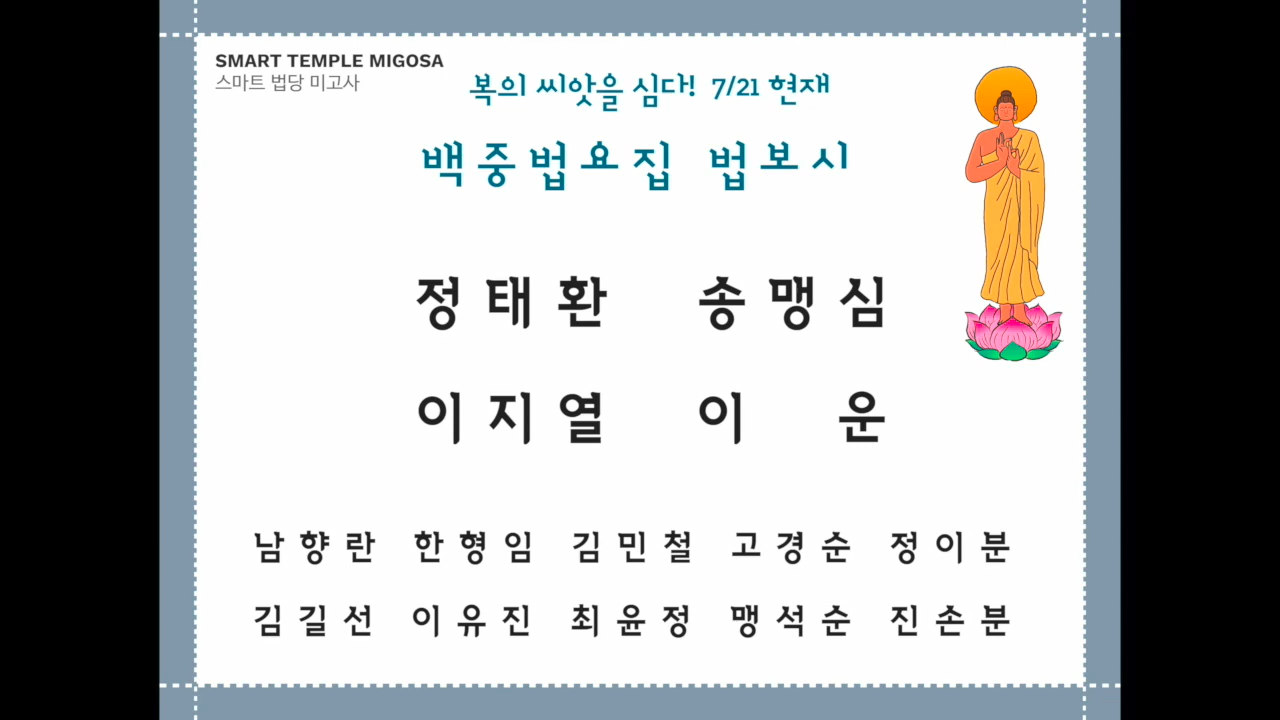 SMART TEMPLE MIGOSA
스마트 법당 미고사
복의 씨앗을 심다! 7/21 현재
백중법요집 법보시
정태환 송맹심
이지열 이 운
남향란 한형임 김민철 고경순 정이분
김길선 이유진 최윤정 맹석순 진손분